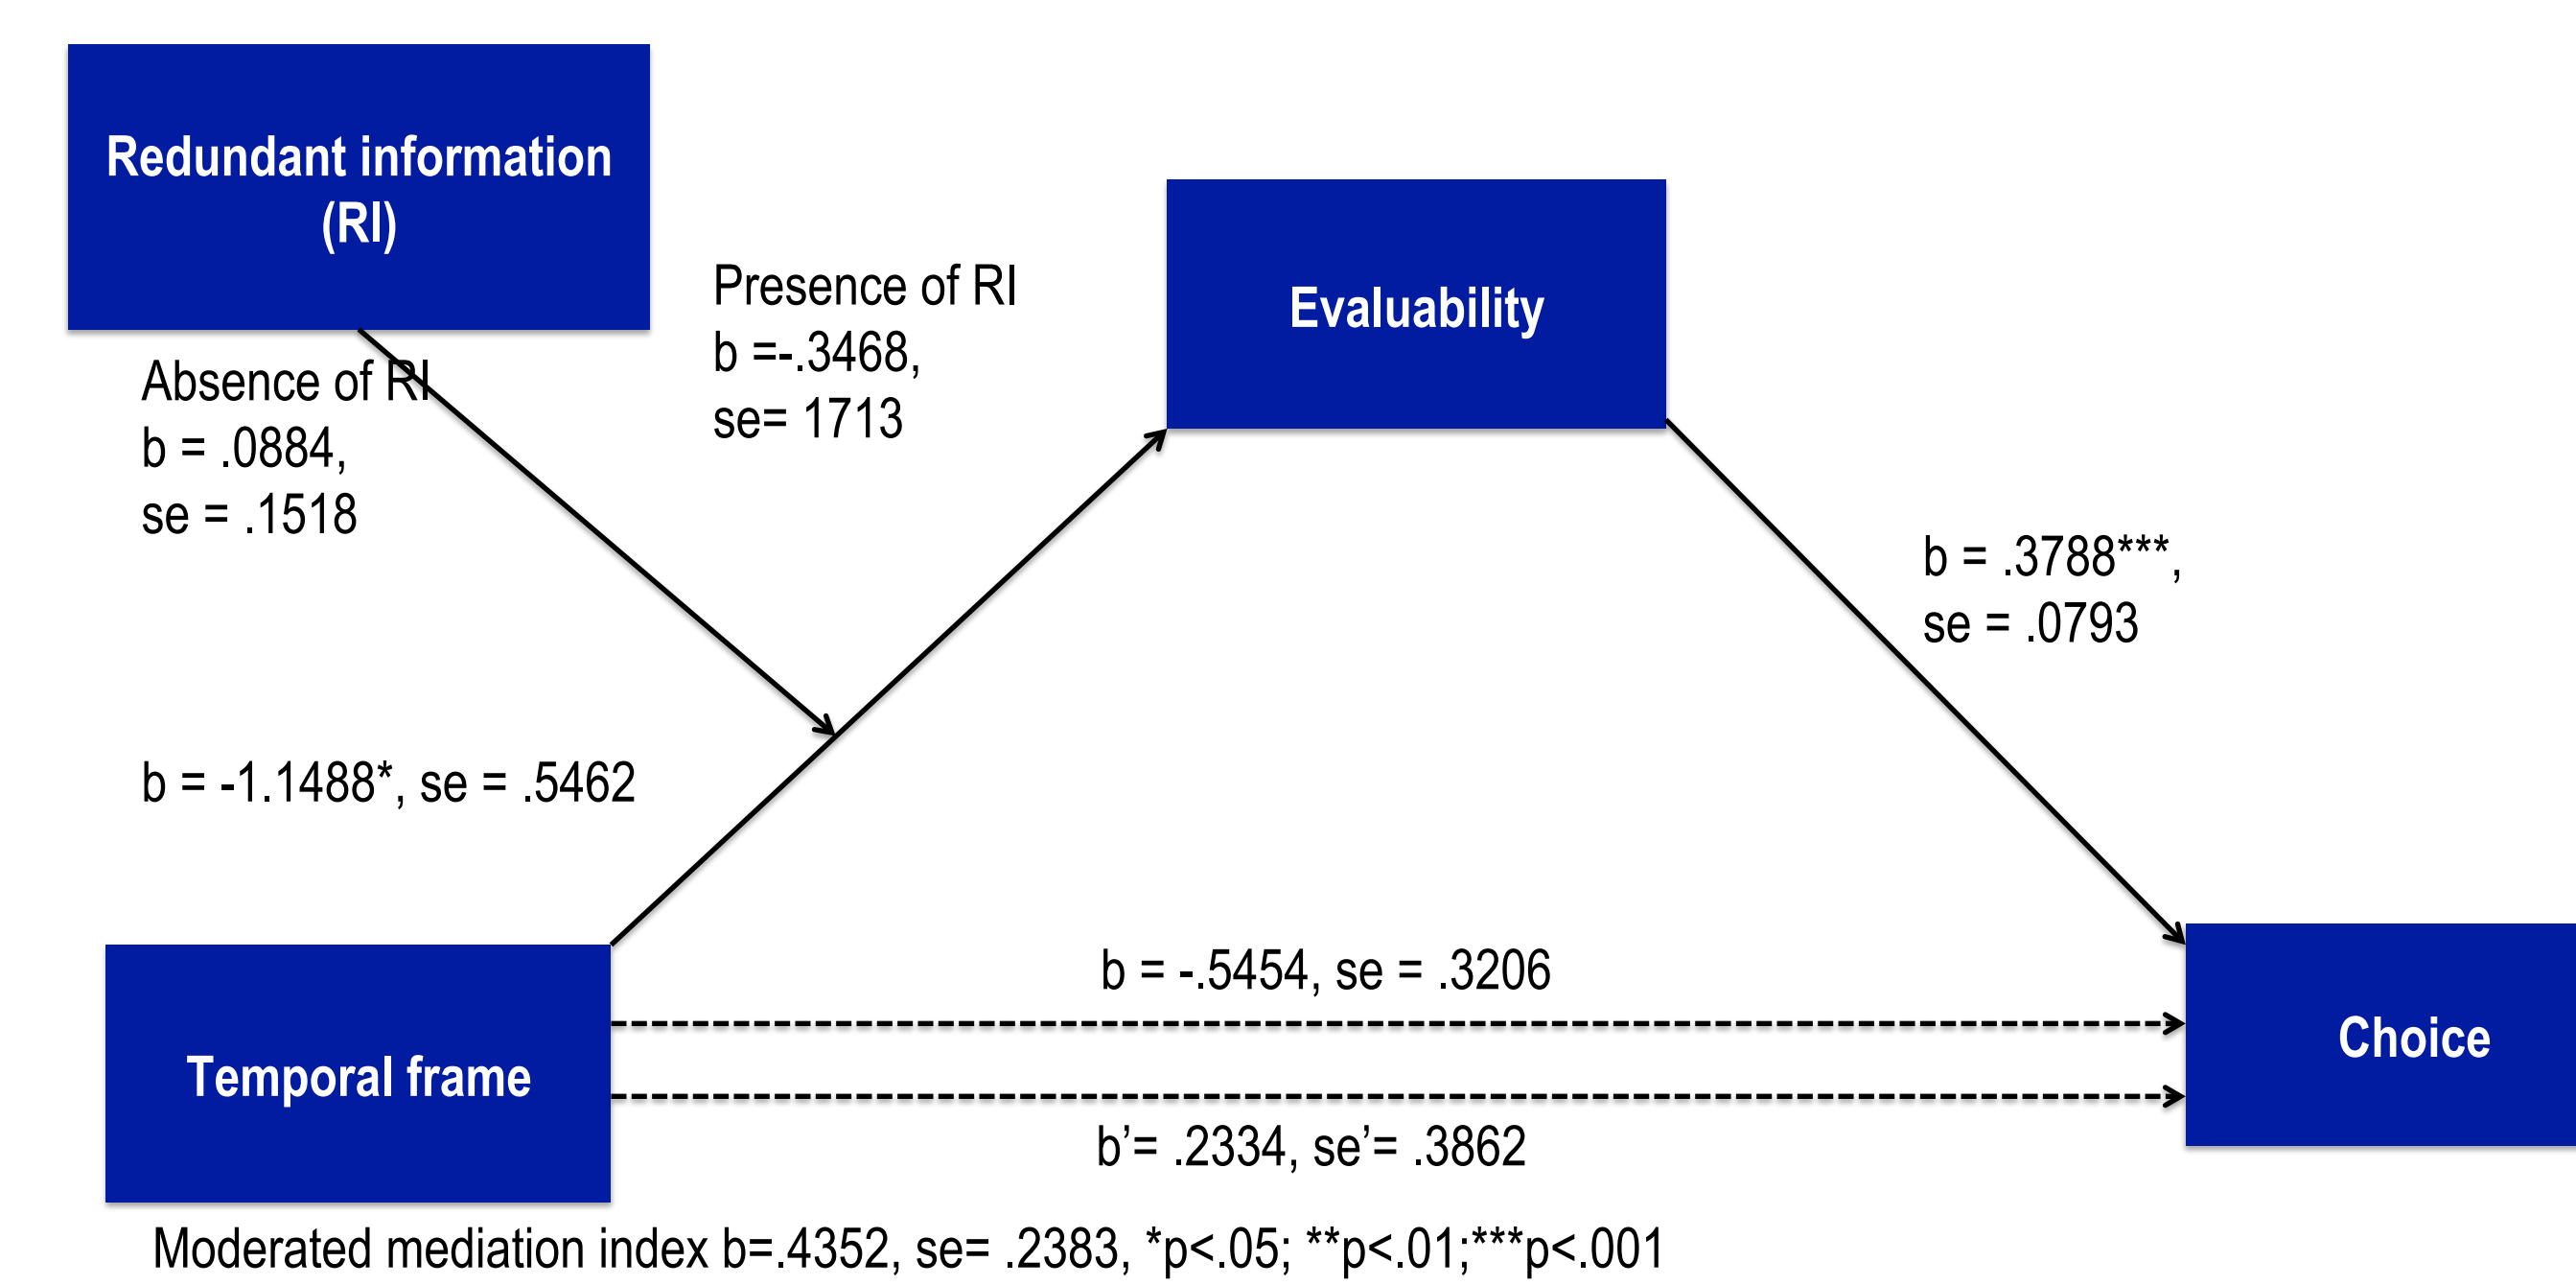 Redundant information
(RI)
Presence of RI
b =-.3468,
se= 1713
Evaluability
Absence of RI
b = .0884,
se = .1518
b = .3788***,
se = .0793
b = -1.1488*, se = .5462
b = -.5454, se = .3206
Temporal frame
Choice
b’= .2334, se’= .3862
Moderated mediation index b=.4352, se= .2383, *p<.05; **p<.01;***p<.001